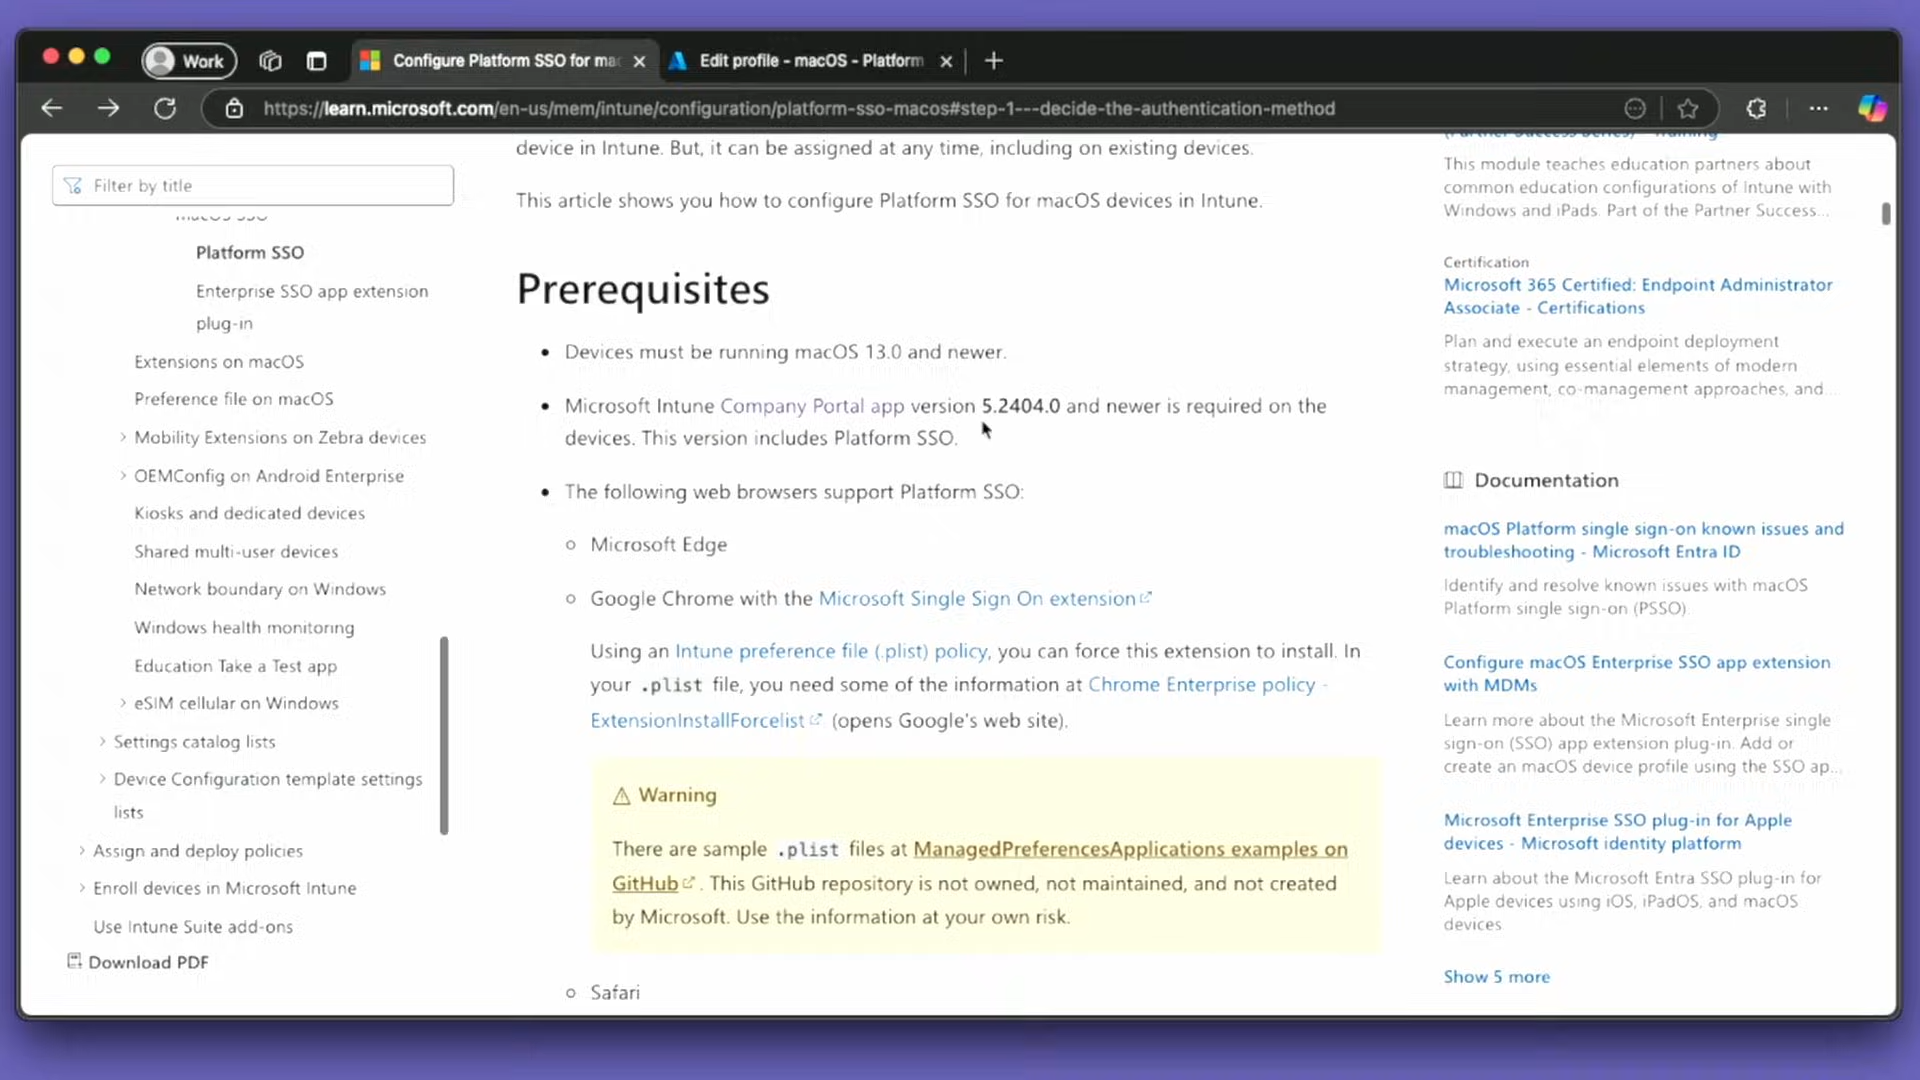 Work
Configure Platform SSO for mac
Edit profile - macOS - Platform
https://learn.microsoft.com/en-us/mem/intune/configuration/platform-sso-macos#step-1---decide-the-authentication-method
Filter by title
macOS SSO
Platform SSO
Enterprise SSO app extension
plug-in
Extensions on macOS
Preference file on macOS
Mobility Extensions on Zebra devices
OEMConfig on Android Enterprise
Kiosks and dedicated devices
Shared multi-user devices
Network boundary on Windows
Windows health monitoring
Education Take a Test app
eSIM cellular on Windows
Settings catalog lists
Device Configuration template settings
lists
Assign and deploy policies
Enroll devices in Microsoft Intune
Use Intune Suite add-ons
Download PDF
device in Intune. But, it can be assigned at any time, including on existing devices.
This article shows you how to configure Platform SSO for macOS devices in Intune.
Prerequisites
Devices must be running macOS 13.0 and newer.
Microsoft Intune Company Portal app version 5.2404.0 and newer is required on the
devices. This version includes Platform SSO.
The following web browsers support Platform SSO:
Microsoft Edge
Google Chrome with the Microsoft Single Sign On extension
Using an Intune preference file (.plist) policy, you can force this extension to install. In
your .plist file, you need some of the information at Chrome Enterprise policy -
ExtensionInstallForcelist (opens Google's web site).
Warning
There are sample .plist files at ManagedPreferencesApplications examples on
GitHub. This GitHub repository is not owned, not maintained, and not created
by Microsoft. Use the information at your own risk.
Safari
(Partner Success Series) - Training
This module teaches education partners about
common education configurations of Intune with
Windows and iPads. Part of the Partner Success...
Certification
Microsoft 365 Certified: Endpoint Administrator
Associate - Certifications
Plan and execute an endpoint deployment
strategy, using essential elements of modern
management, co-management approaches, and...
Documentation
macOS Platform single sign-on known issues and
troubleshooting - Microsoft Entra ID
Identify and resolve known issues with macOS
Platform single sign-on (PSSO).
Configure macOS Enterprise SSO app extension
with MDMs
Learn more about the Microsoft Enterprise single
sign-on (SSO) app extension plug-in. Add or
create an macOS device profile using the SSO ap...
Microsoft Enterprise SSO plug-in for Apple
devices - Microsoft identity platform
Learn about the Microsoft Entra SSO plug-in for
Apple devices using iOS, iPadOS, and macOS
devices
Show 5 more